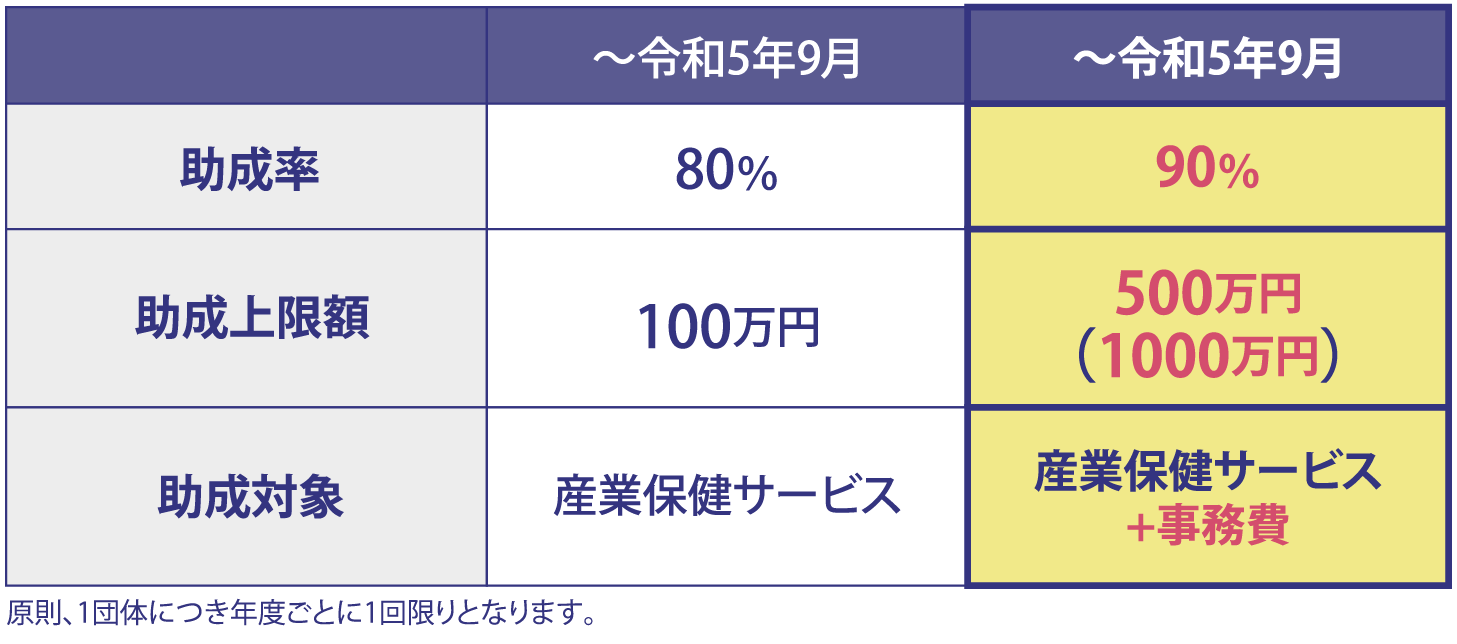 ～令和5年9月 ～令和5年9月
助成率 80% 90%
助成上限額 100万円 500万円
（1000万円）
助成対象 産業保健サービス 産業保健サービス
+事務費
原則、1団体につき年度ごとに1回限りとなります。